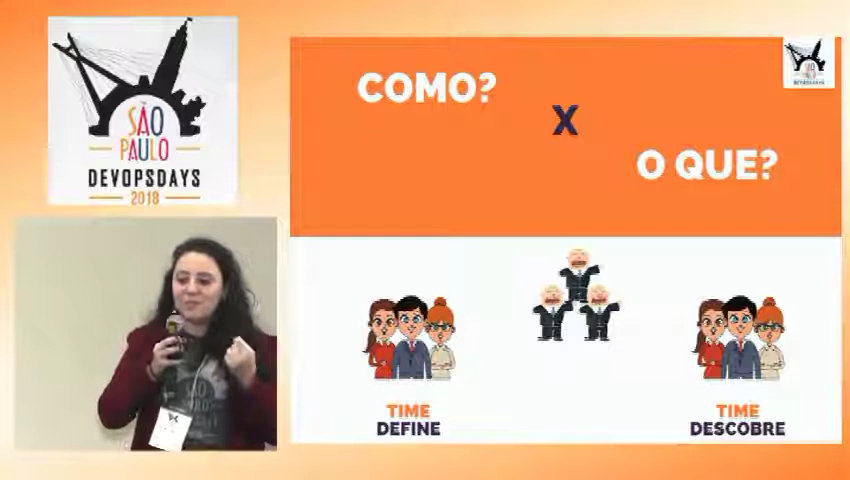 SÃO
PAULO
DEVOPSDAYS
2018
COMO?
X
O QUE?
TIME
DEFINE
TIME
DESCOBRE